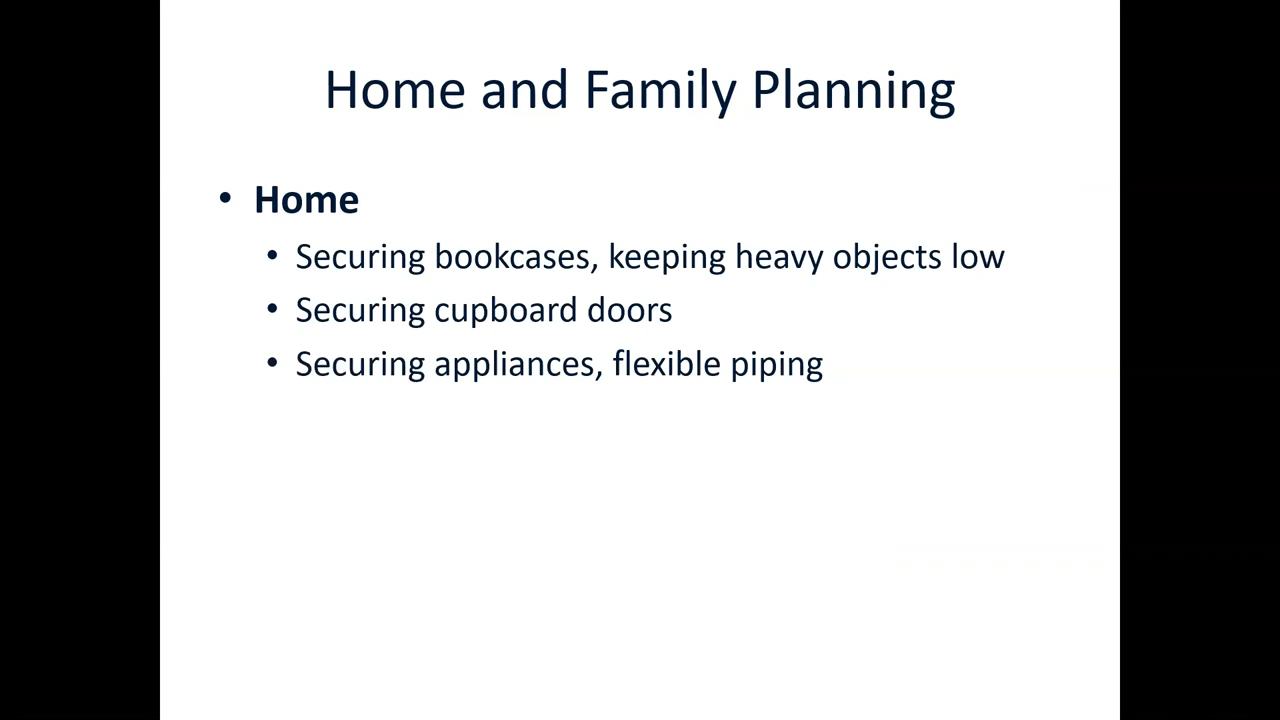 Home and Family Planning
• Home
• Securing bookcases, keeping heavy objects low
• Securing cupboard doors
• Securing appliances, flexible piping